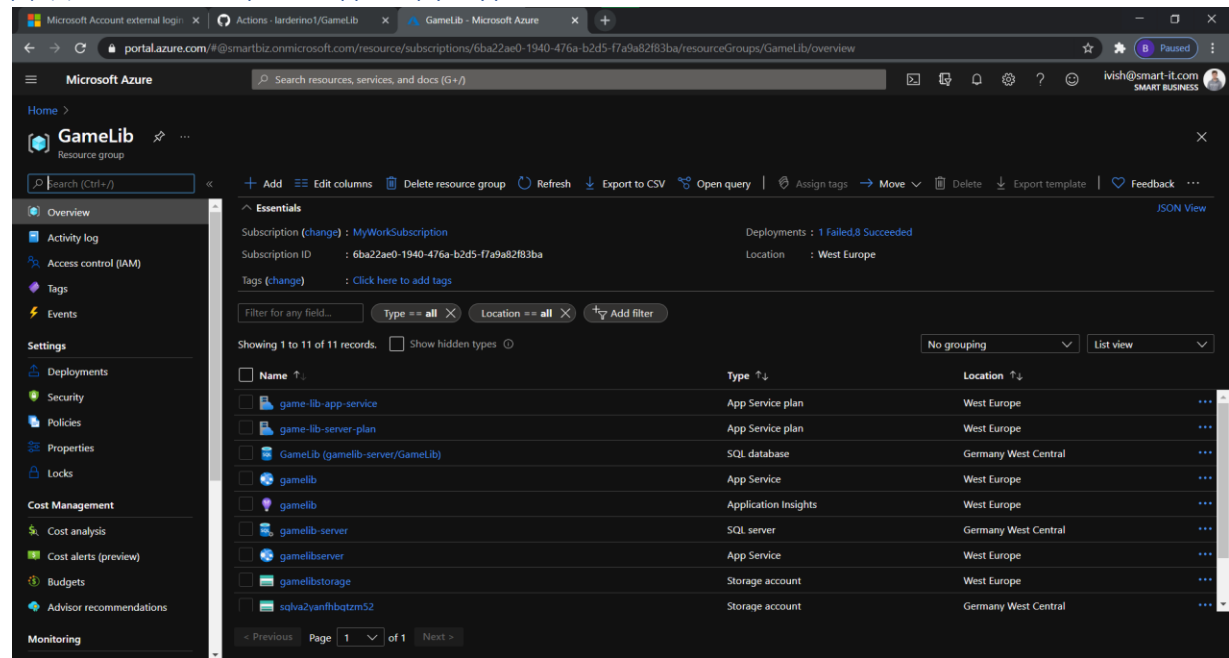 Microsoft Account external login
Actions - larderino1/GameLib
GameLib - Microsoft Azure
portal.azure.com/#@smartbiz.onmicrosoft.com/resource/subscriptions/6ba22ae0-1940-476a-b2d5-f7a9a82f83ba/resourceGroups/GameLib/overview
B Paused
Microsoft Azure
Search resources, services, and docs (G+/)
ivish@smart-it.com
SMART BUSINESS
Home >
GameLib
Resource group
Search (Ctrl+/)
Add Edit columns Delete resource group Refresh Export to CSV Open query Assign tags Move Delete Export template Feedback
Overview
Activity log
Access control (IAM)
Tags
Events
Settings
Deployments
Security
Policies
Properties
Locks
Cost Management
Cost analysis
Cost alerts (preview)
Budgets
Advisor recommendations
Monitoring
Essentials
JSON View
Subscription (change) : MyWorkSubscription
Deployments : 1 Failed,8 Succeeded
Subscription ID : 6ba22ae0-1940-476a-b2d5-f7a9a82f83ba
Location : West Europe
Tags (change) : Click here to add tags
Filter for any field... Type == all Location == all Add filter
Showing 1 to 11 of 11 records. Show hidden types No grouping List view
Name Type Location
game-lib-app-service App Service plan West Europe
game-lib-server-plan App Service plan West Europe
GameLib (gamelib-server/GameLib) SQL database Germany West Central
gamelib App Service West Europe
gamelib Application Insights West Europe
gamelib-server SQL server Germany West Central
gamelibserver App Service West Europe
gamelibstorage Storage account West Europe
sqlva2yanfhbqtzm52 Storage account Germany West Central
< Previous Page 1 of 1 Next >